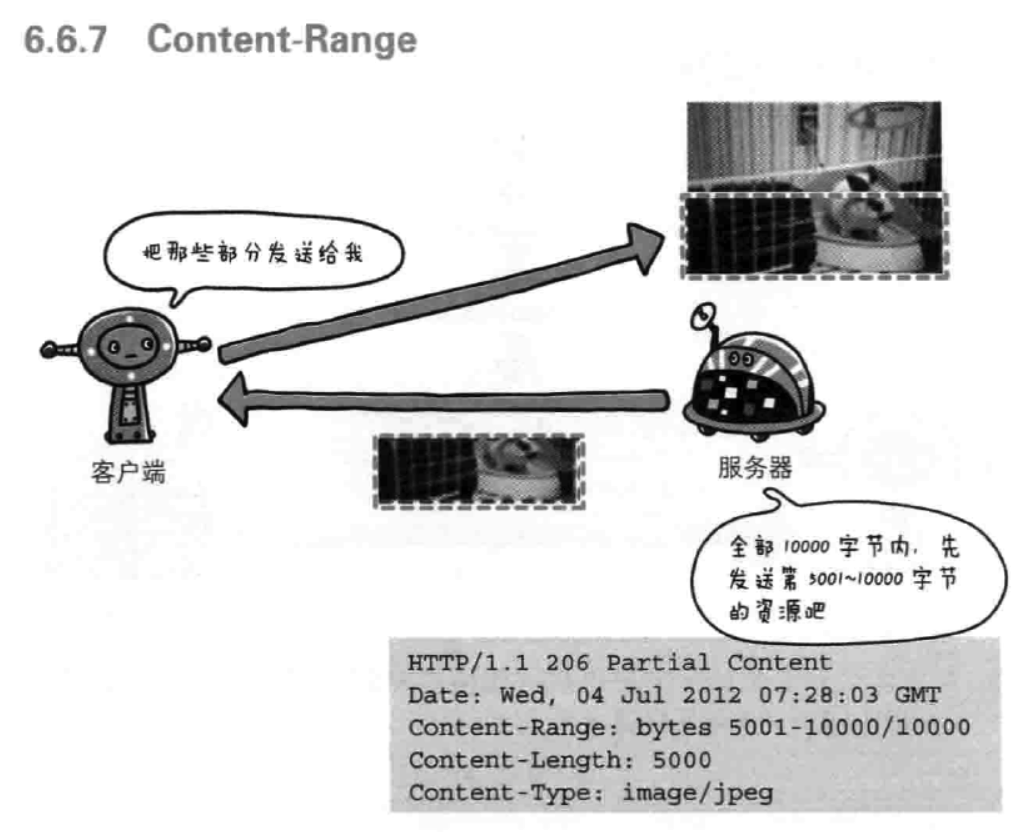 6.6.7 Content-Range
把那些部分发送给我
客户端
服务器
全部 10000 字节内，先
发送第 5001~10000 字节
的资源吧
HTTP/1.1 206 Partial Content
Date: Wed, 04 Jul 2012 07:28:03 GMT
Content-Range: bytes 5001-10000/10000
Content-Length: 5000
Content-Type: image/jpeg